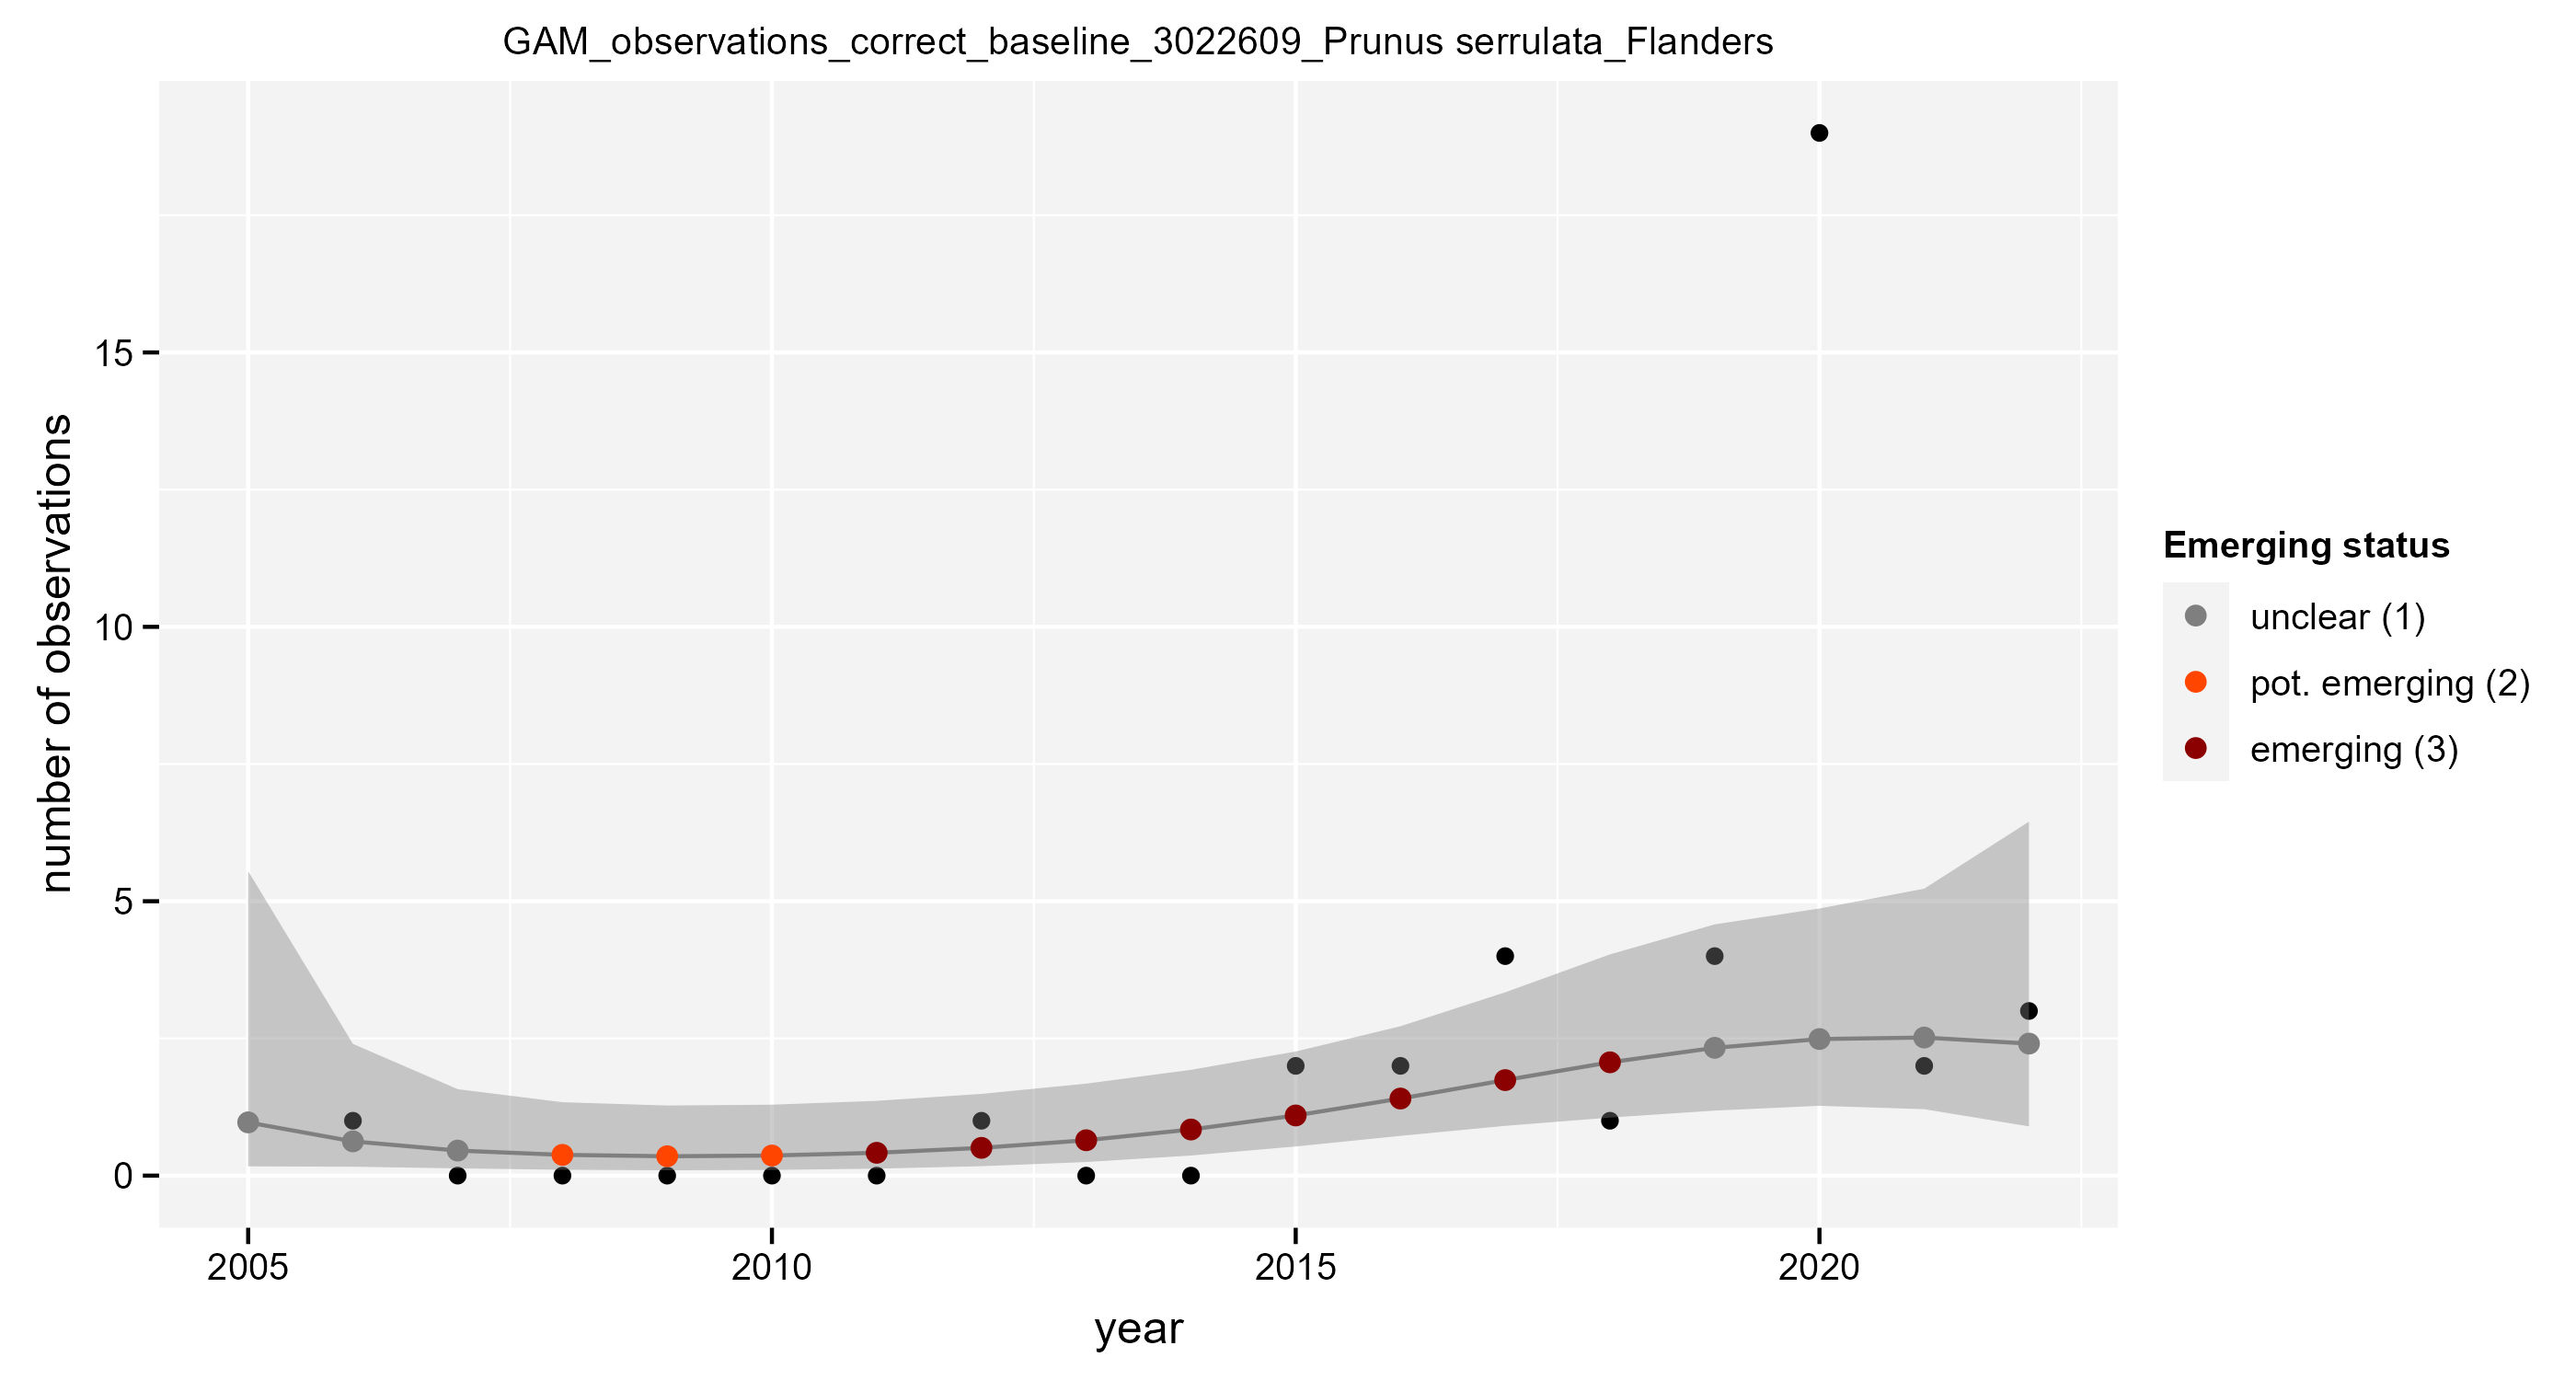 GAM_observations_correct_baseline_3022609_Prunus serrulata_Flanders
number of observations
15
10
5
0
2005 2010 2015 2020
year
Emerging status
unclear (1)
pot. emerging (2)
emerging (3)